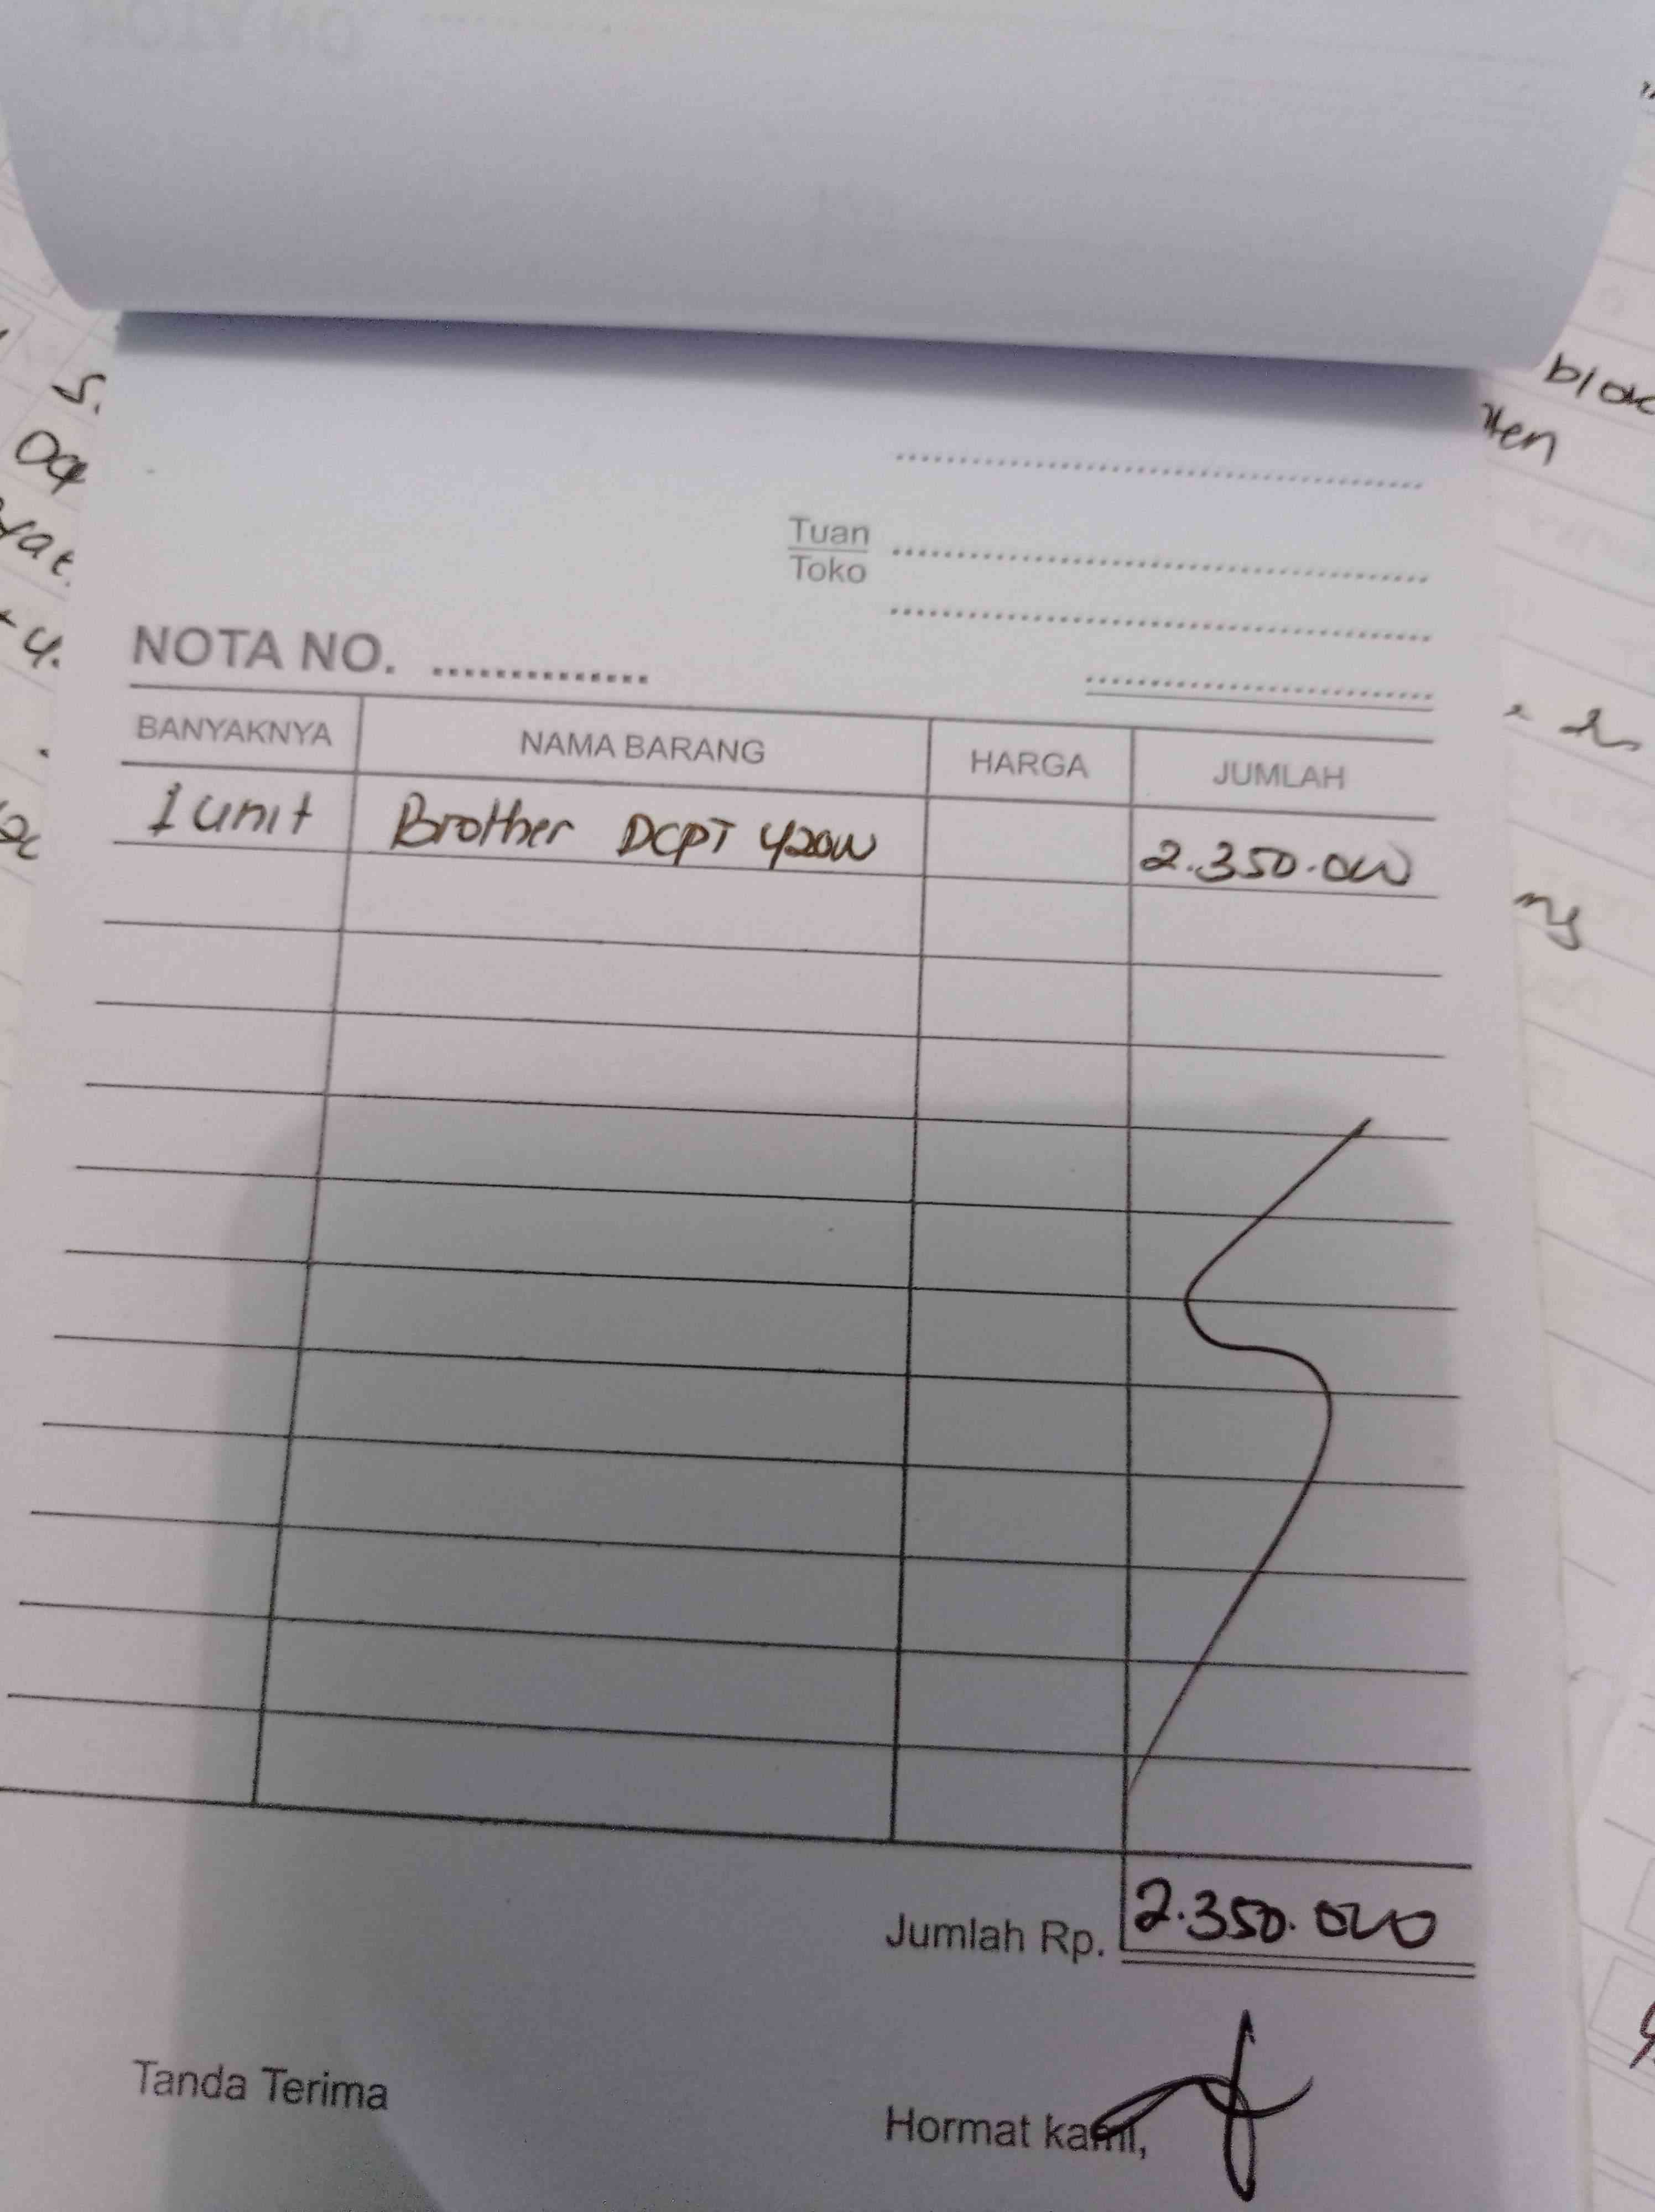 Tuan
Toko
NOTA NO. ..............
BANYAKNYA NAMA BARANG HARGA JUMLAH
1 unit Brother DCPT 420W 2.350.000
Jumlah Rp. 2.350.000
Tanda Terima
Hormat kami,